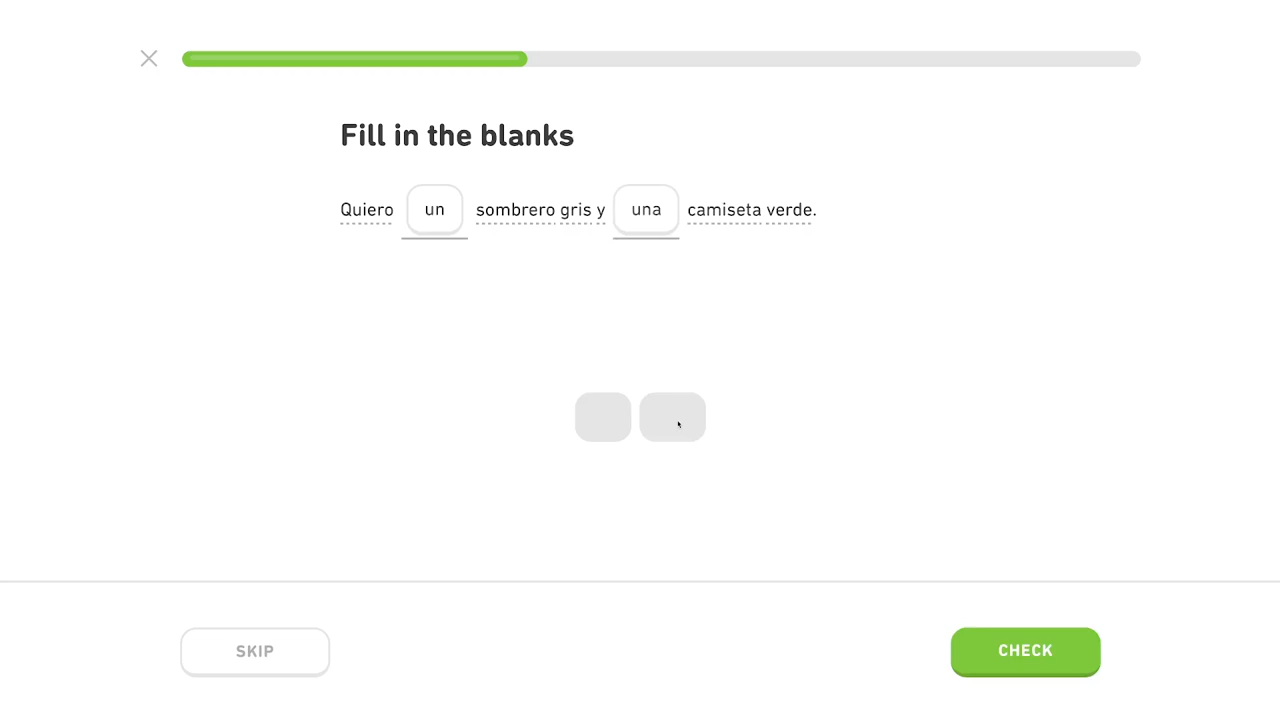 Fill in the blanks
Quiero un sombrero gris y una camiseta verde.
SKIP
CHECK